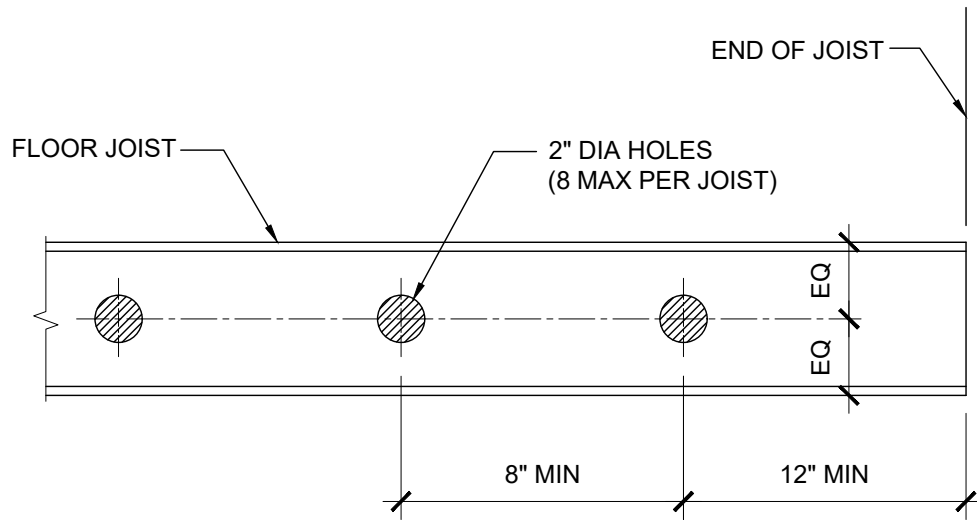 END OF JOIST
FLOOR JOIST
2" DIA HOLES
(8 MAX PER JOIST)
EQ
EQ
8" MIN
12" MIN